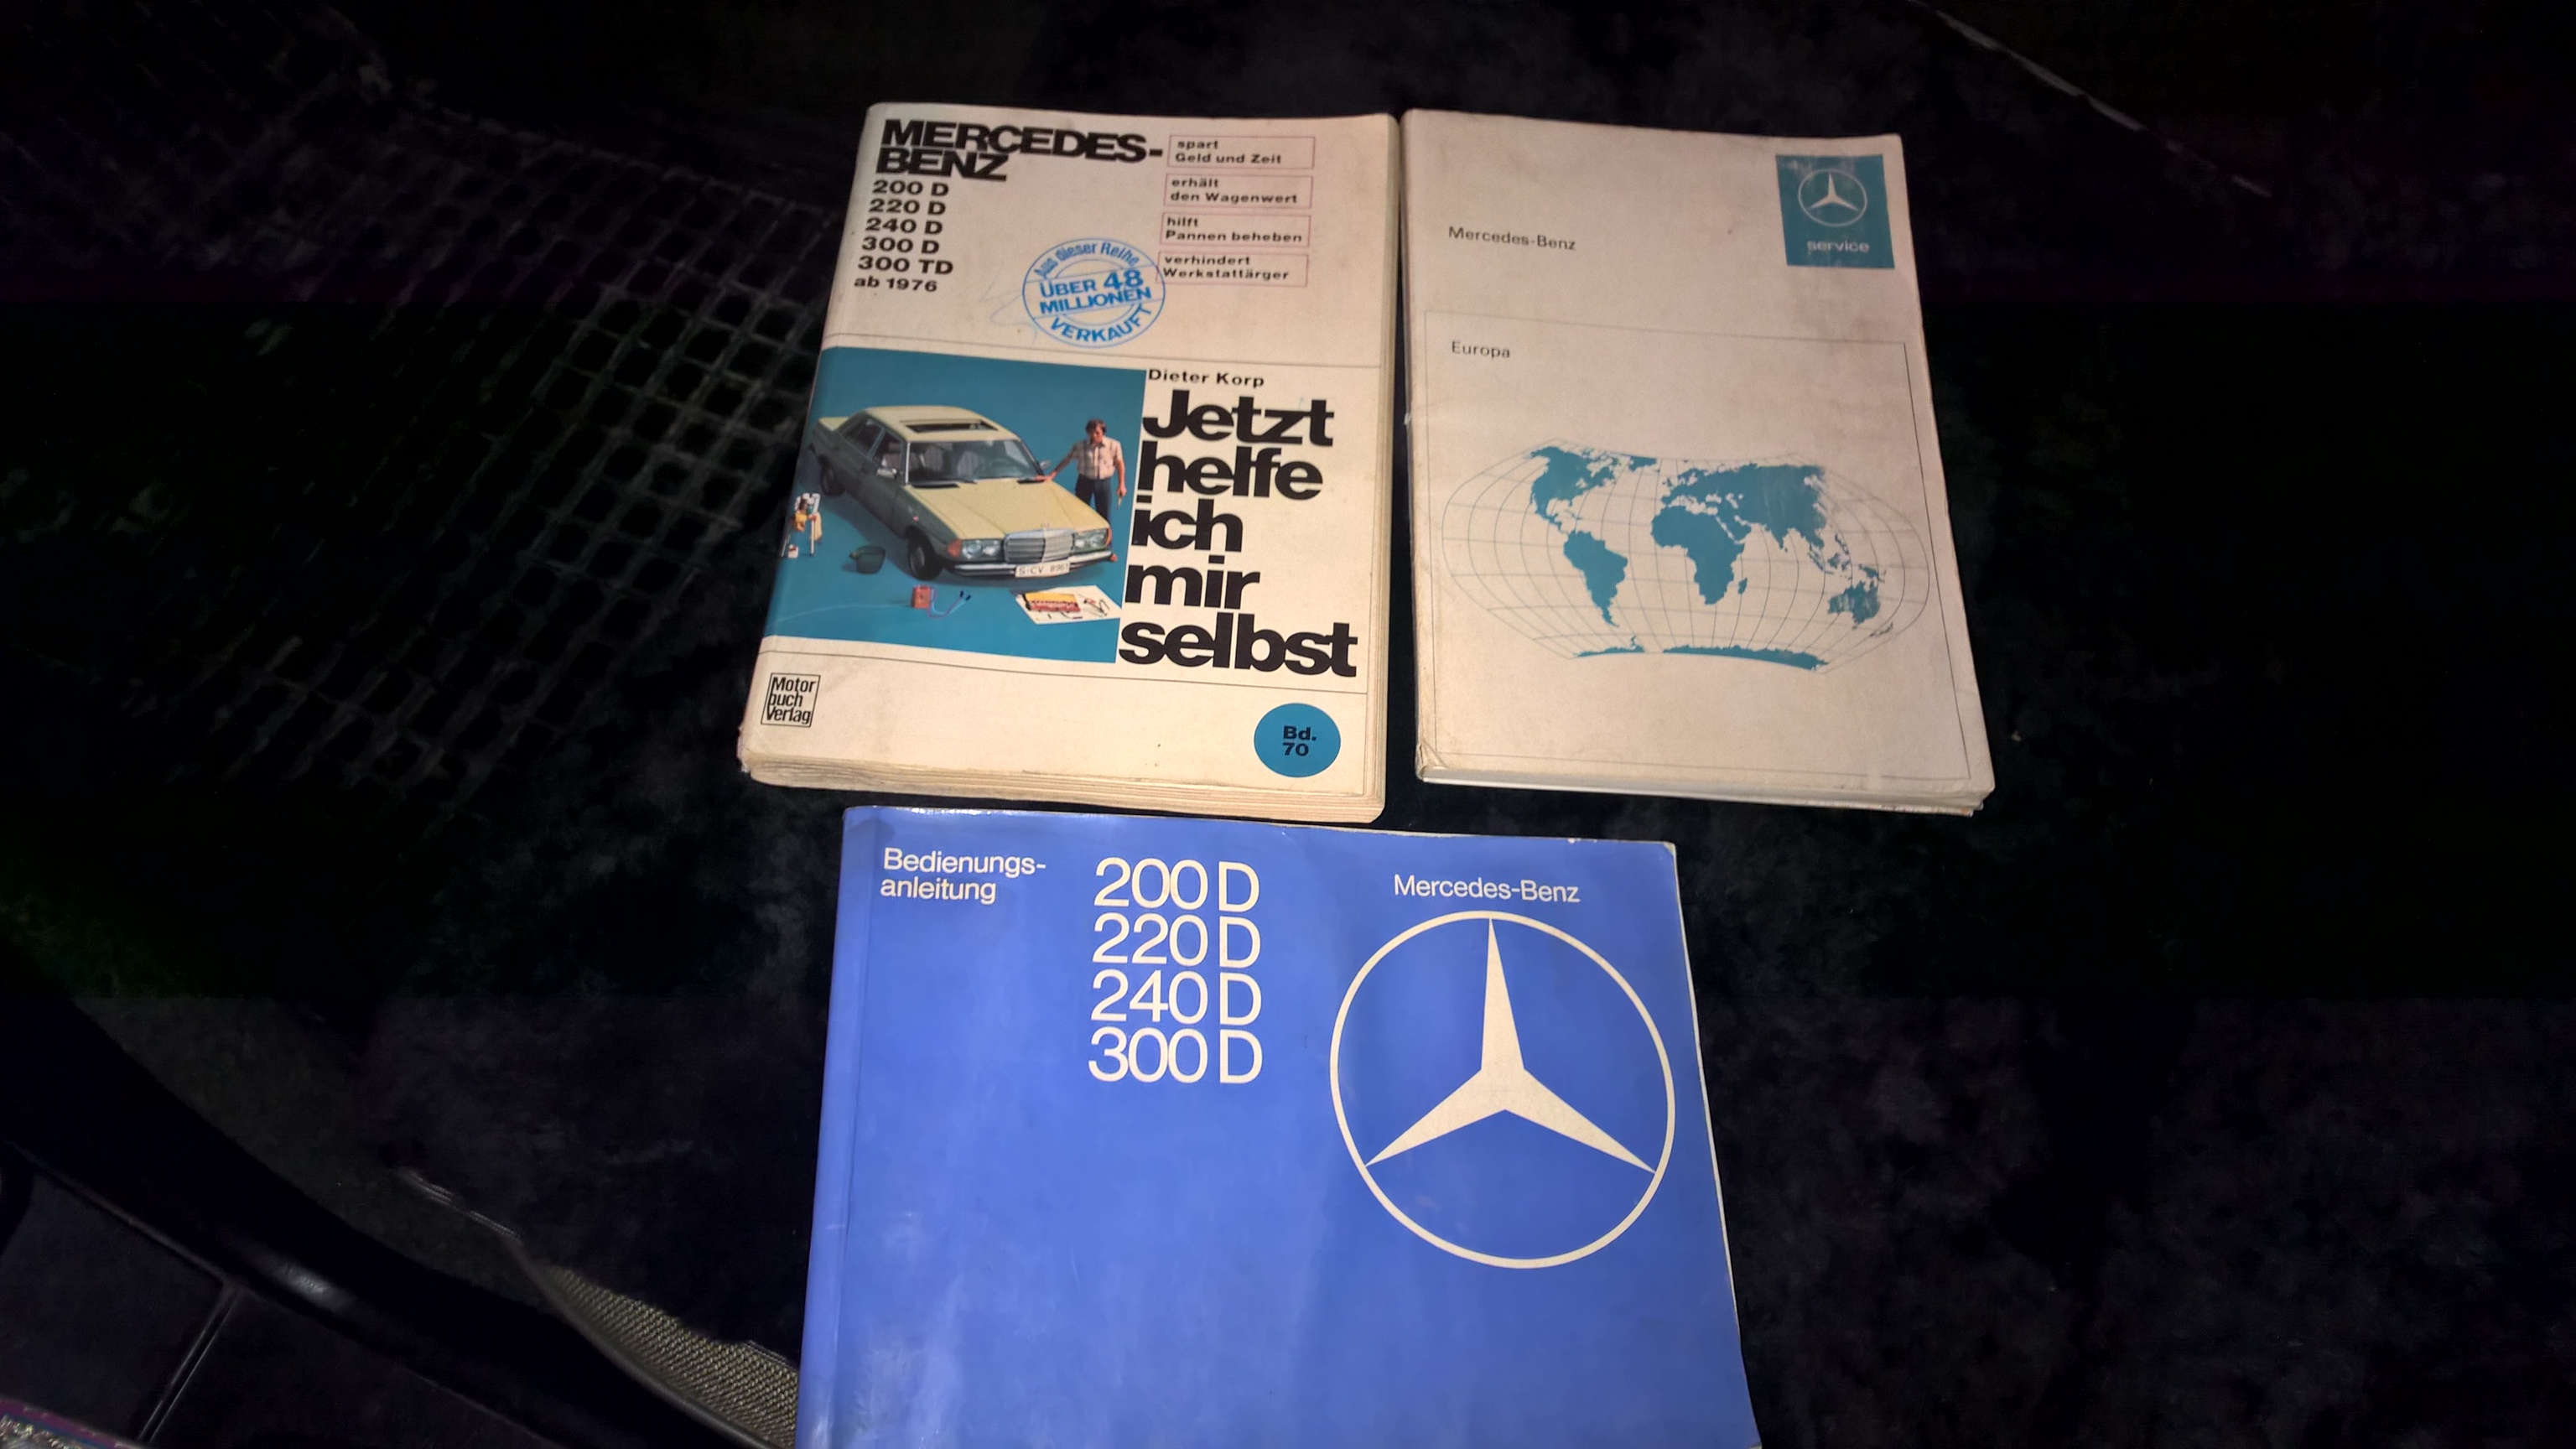 MERCEDES-
BENZ
200 D
220 D
240 D
300 D
300 TD
ab 1976
spart
Geld und Zeit
erhält
den Wagenwert
hilft
Pannen beheben
verhindert
Werkstattärger
Aus dieser Reihe
ÜBER 48
MILLIONEN
VERKAUFT
Dieter Korp
Jetzt
helfe
ich
mir
selbst
Motor
buch
Verlag
Bd.
70
Mercedes-Benz
service
Europa
Bedienungs-
anleitung
200 D
220 D
240 D
300 D
Mercedes-Benz